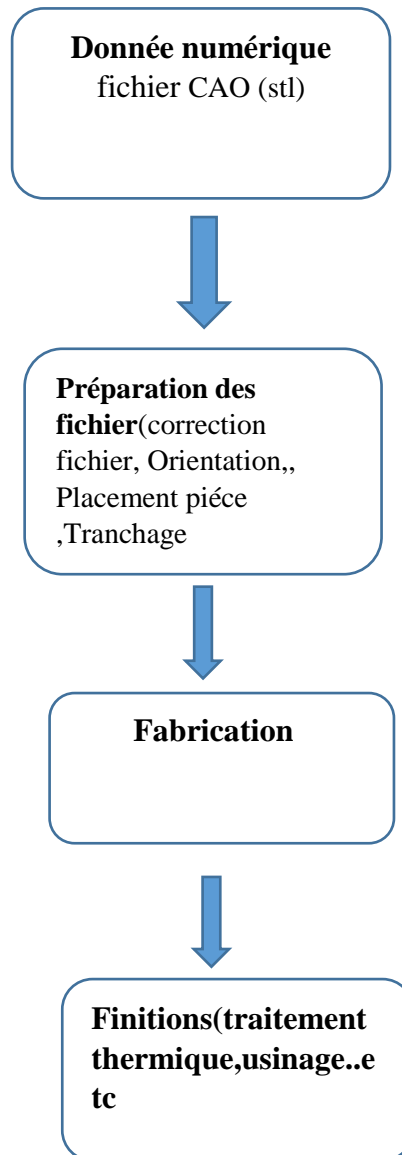 Donnée numérique
fichier CAO (stl)
Préparation des
fichier(correction
fichier, Orientation,,
Placement piéce
,Tranchage
Fabrication
Finitions(traitement
thermique,usinage..e
tc